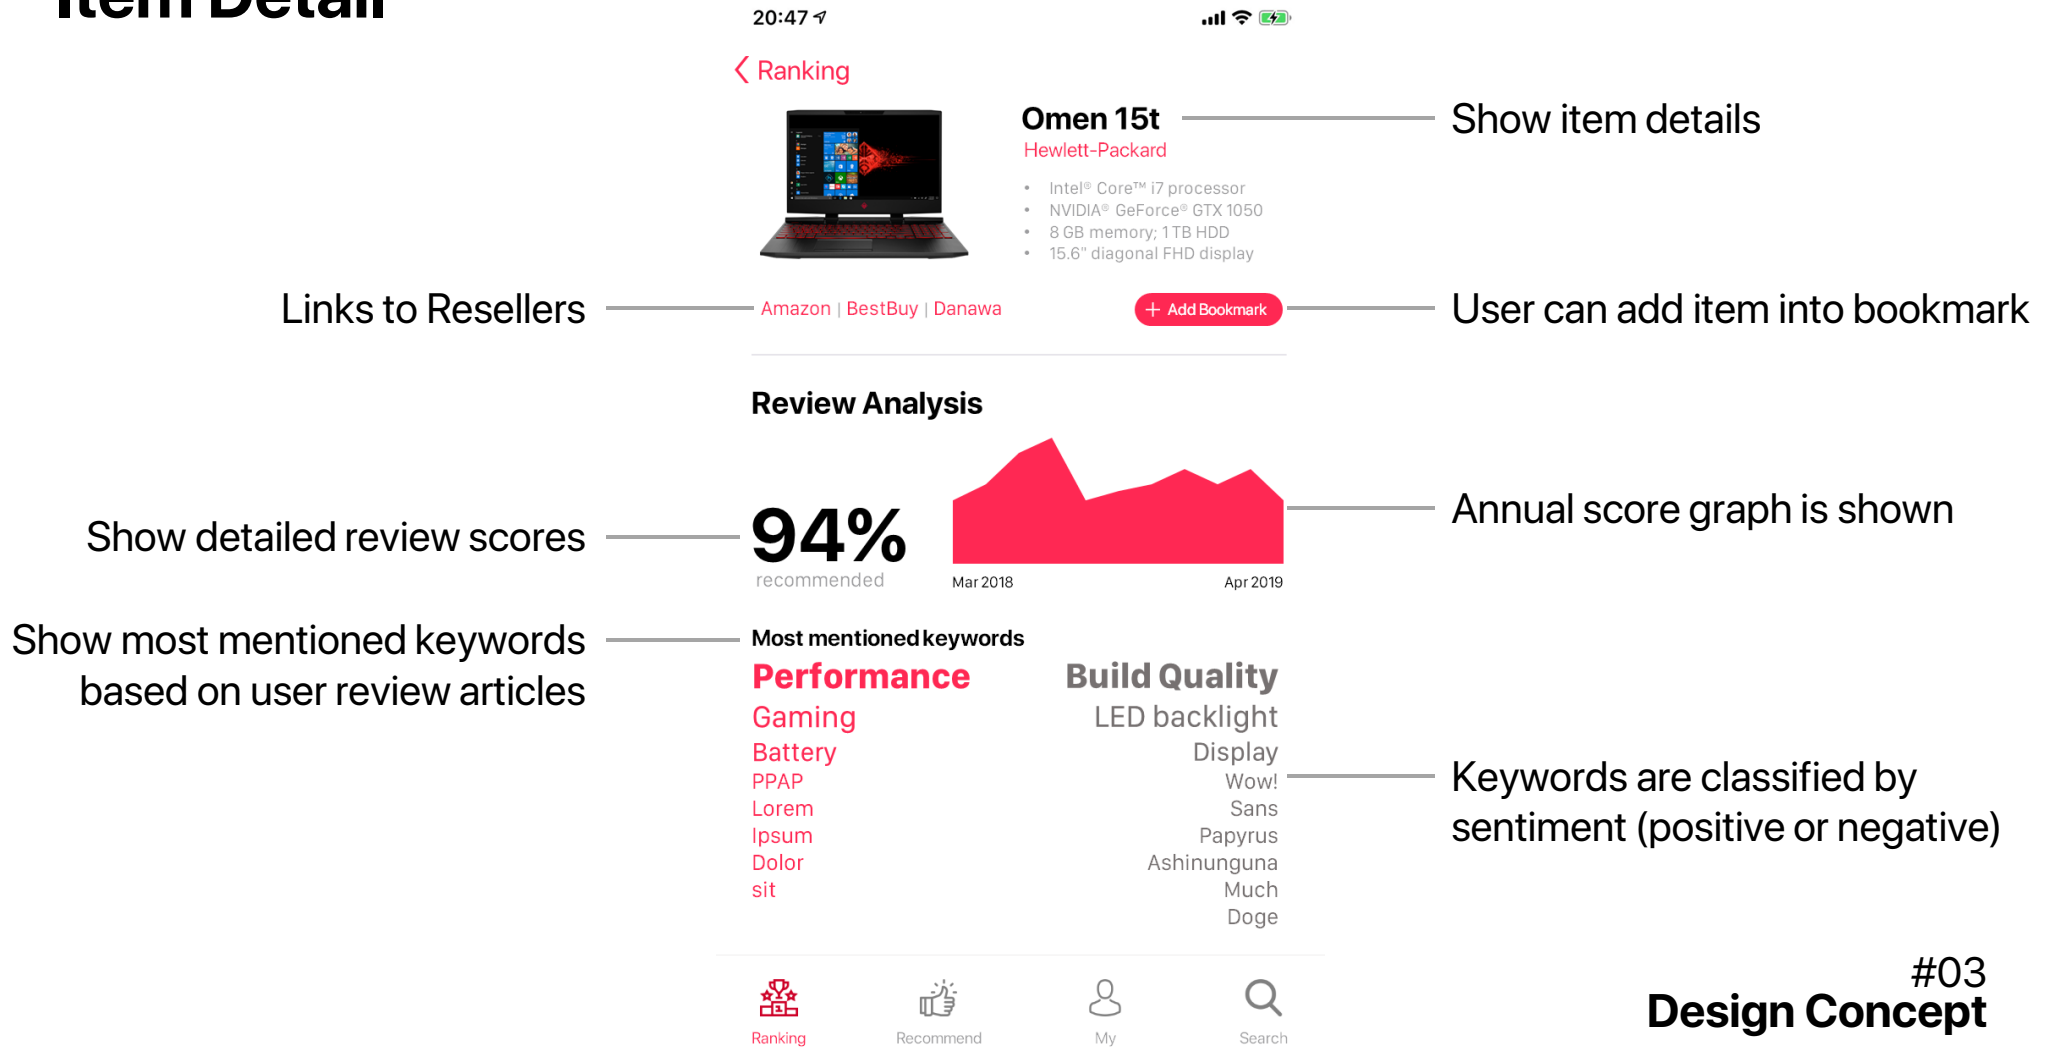 Item Detail
20:47
Ranking
Omen 15t
Hewlett-Packard
• Intel® Core™ i7 processor
• NVIDIA® GeForce® GTX 1050
• 8 GB memory; 1 TB HDD
• 15.6" diagonal FHD display
Show item details
Links to Resellers
Amazon | BestBuy | Danawa
+ Add Bookmark
User can add item into bookmark
Review Analysis
Show detailed review scores
94%
recommended
Mar 2018
Apr 2019
Annual score graph is shown
Show most mentioned keywords
based on user review articles
Most mentioned keywords
Performance
Gaming
Battery
PPAP
Lorem
Ipsum
Dolor
sit
Build Quality
LED backlight
Display
Wow!
Sans
Papyrus
Ashinunguna
Much
Doge
Keywords are classified by
sentiment (positive or negative)
Ranking
Recommend
My
Search
#03
Design Concept